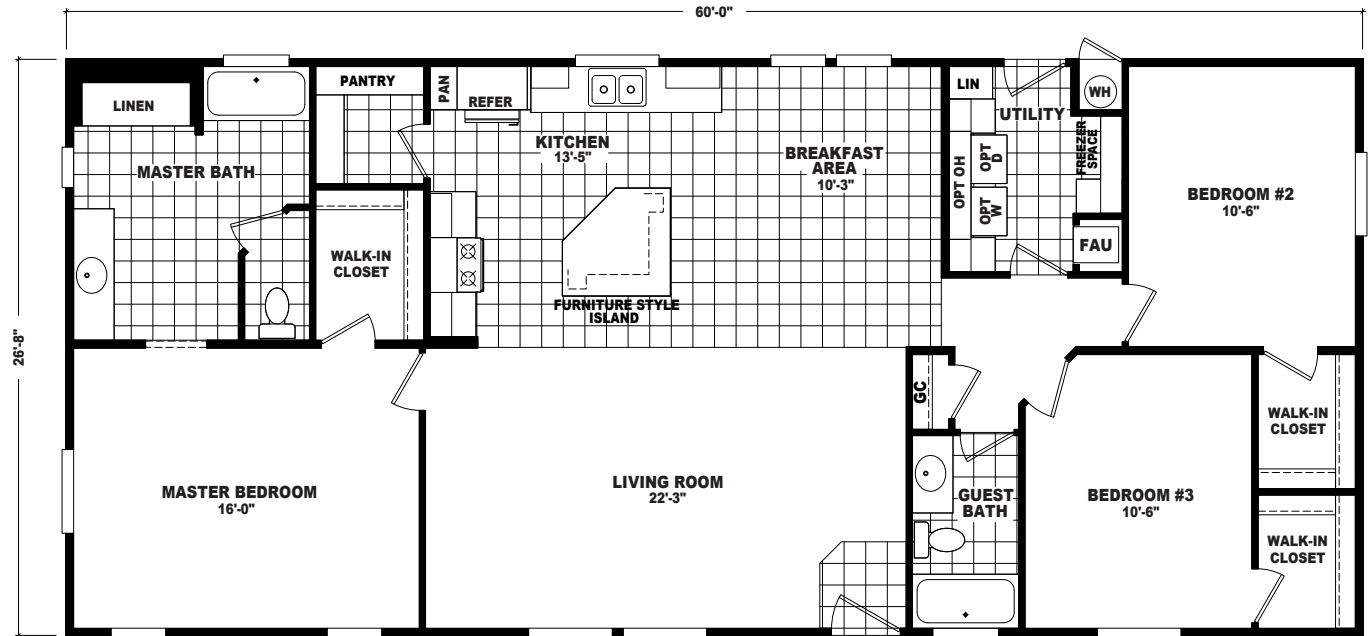 60'-0"
26'-8"
LINEN
MASTER BATH
PANTRY
WALK-IN
CLOSET
PAN
REFER
KITCHEN
13'-5"
FURNITURE STYLE
ISLAND
BREAKFAST
AREA
10'-3"
LIN
UTILITY
WH
OPT OH
OPT
D
OPT
W
FREEZER
SPACE
FAU
BEDROOM #2
10'-6"
MASTER BEDROOM
16'-0"
LIVING ROOM
22'-3"
GC
GUEST
BATH
BEDROOM #3
10'-6"
WALK-IN
CLOSET
WALK-IN
CLOSET